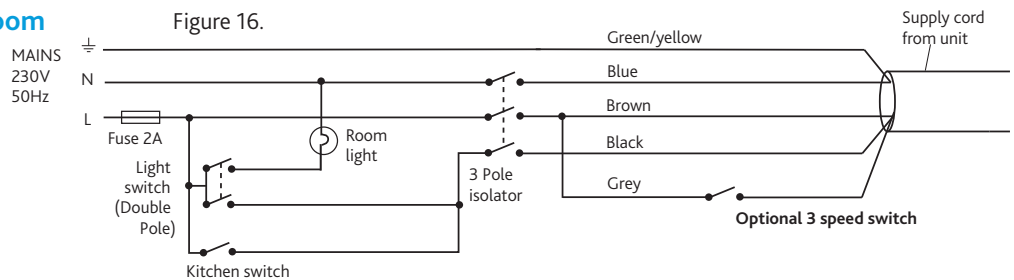 oom
Figure 16.
MAINS
230V
50Hz
N
L
Fuse 2A
Light
switch
(Double
Pole)
Kitchen switch
Room
light
3 Pole
isolator
Green/yellow
Blue
Brown
Black
Grey
Optional 3 speed switch
Supply cord
from unit